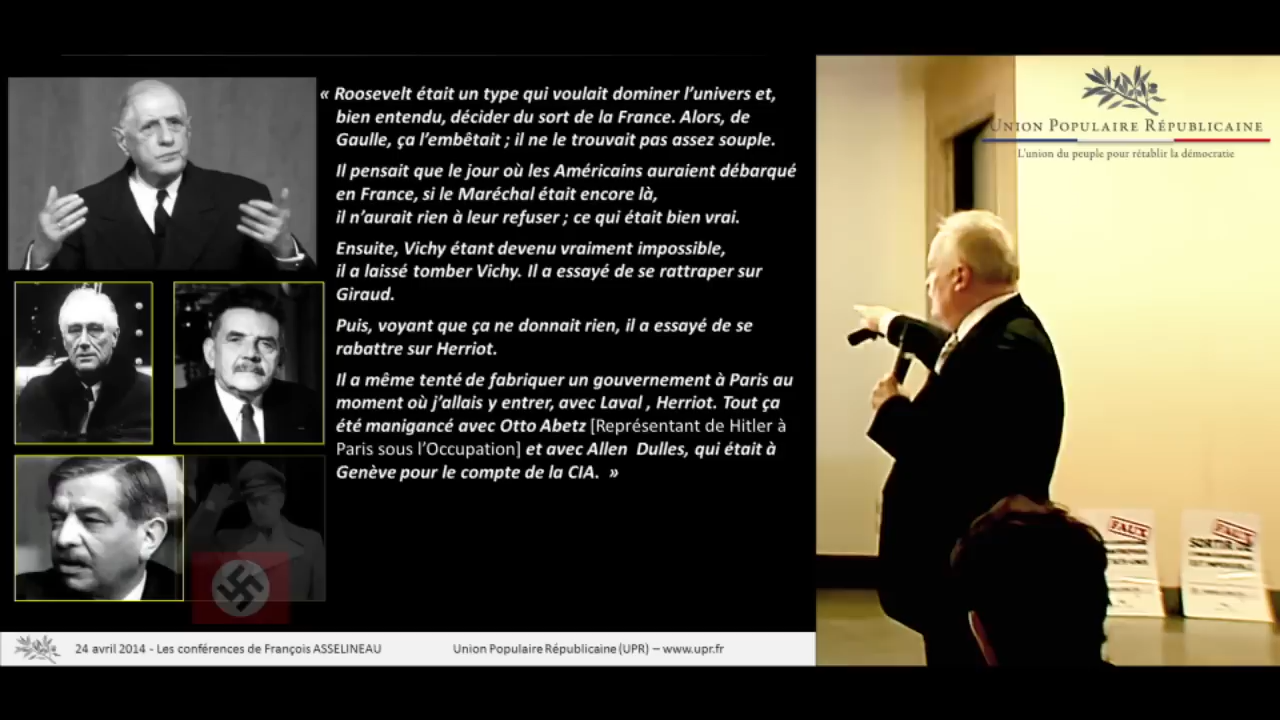 « Roosevelt était un type qui voulait dominer l'univers et,
bien entendu, décider du sort de la France. Alors, de
Gaulle, ça l'embêtait ; il ne le trouvait pas assez souple.
Il pensait que le jour où les Américains auraient débarqué
en France, si le Maréchal était encore là,
il n'aurait rien à leur refuser ; ce qui était bien vrai.
Ensuite, Vichy étant devenu vraiment impossible,
il a laissé tomber Vichy. Il a essayé de se rattraper sur
Giraud.
Puis, voyant que ça ne donnait rien, il a essayé de se
rabattre sur Herriot.
Il a même tenté de fabriquer un gouvernement à Paris au
moment où j'allais y entrer, avec Laval , Herriot. Tout ça
été manigancé avec Otto Abetz [Représentant de Hitler à
Paris sous l'Occupation] et avec Allen Dulles, qui était à
Genève pour le compte de la CIA. »
24 avril 2014 - Les conférences de François ASSELINEAU
Union Populaire Républicaine (UPR) – www.upr.fr
UNION POPULAIRE RÉPUBLICAINE
L'union du peuple pour rétablir la démocratie
FAUX
FAUX
SORTIR